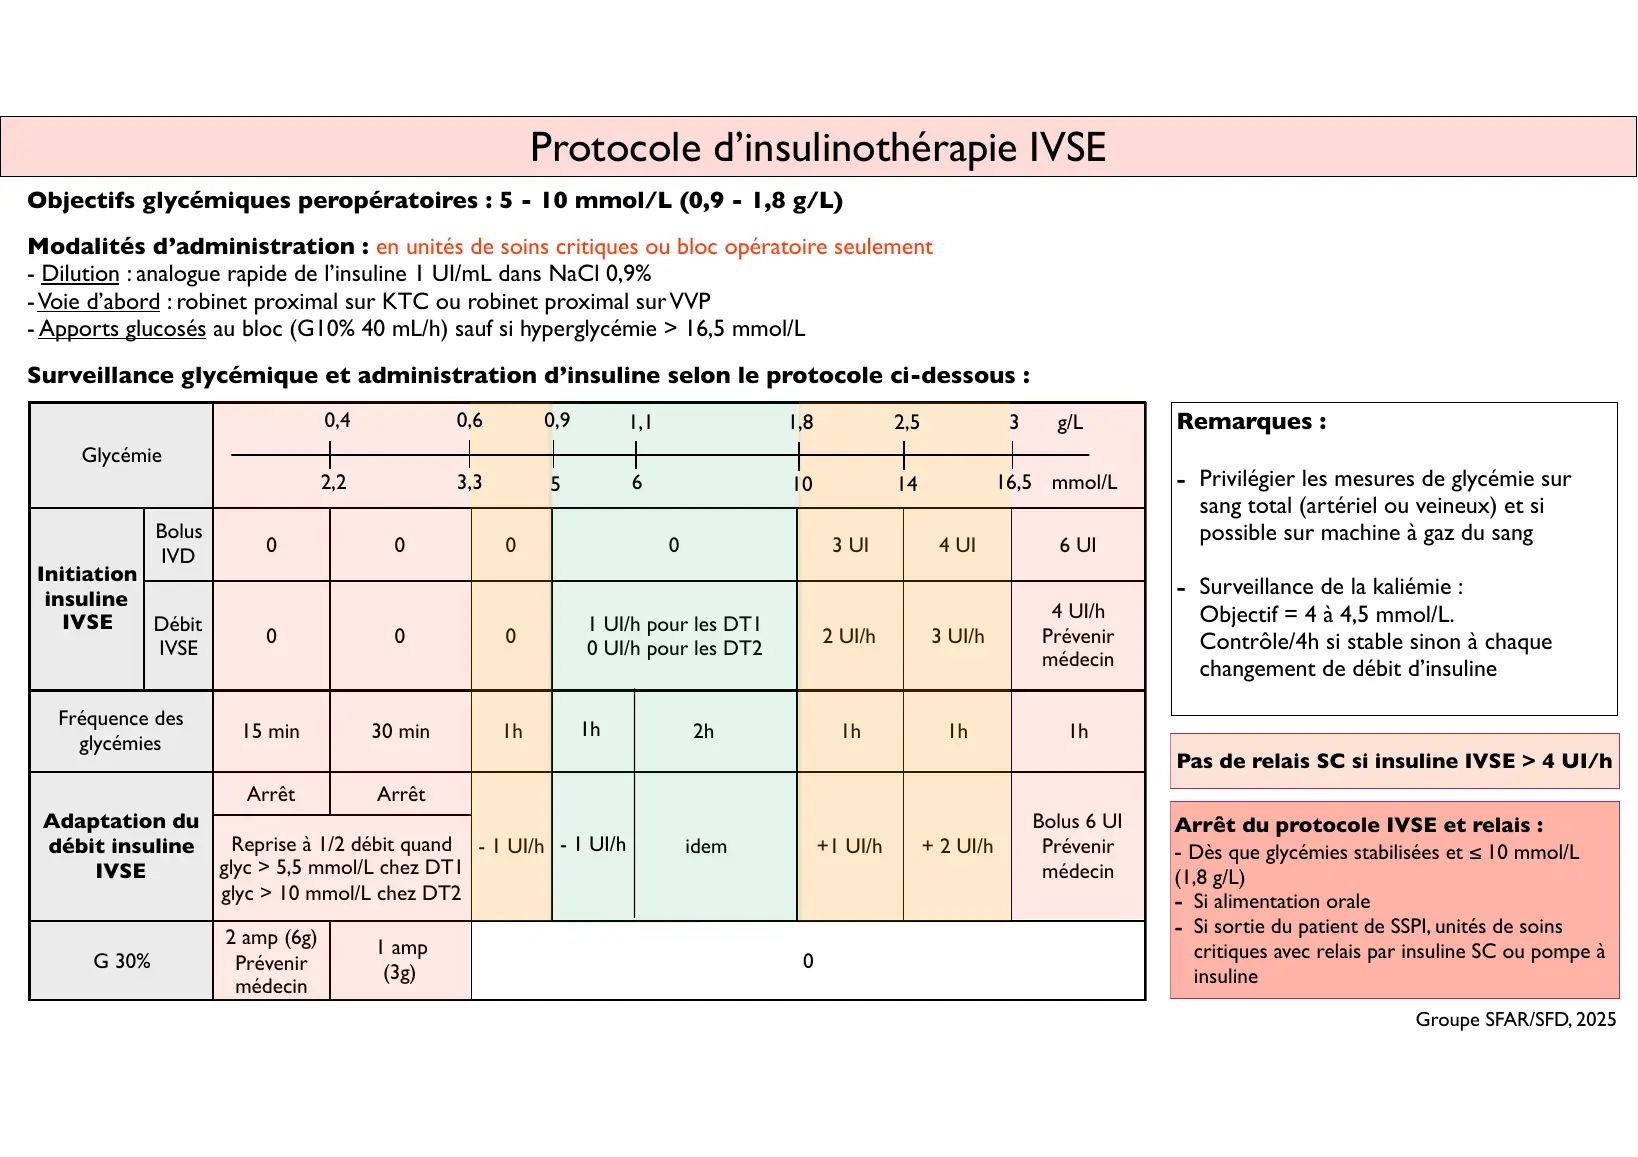 Protocole d’insulinothérapie IVSE
Objectifs glycémiques peropératoires : 5 - 10 mmol/L (0,9 - 1,8 g/L)
Modalités d’administration : en unités de soins critiques ou bloc opératoire seulement
- Dilution : analogue rapide de l’insuline 1 UI/mL dans NaCl 0,9%
- Voie d’abord : robinet proximal sur KTC ou robinet proximal sur VVP
- Apports glucosés au bloc (G10% 40 mL/h) sauf si hyperglycémie > 16,5 mmol/L
Surveillance glycémique et administration d’insuline selon le protocole ci-dessous :
Glycémie
0,4 0,6 0,9 1,1 1,8 2,5 3 g/L
2,2 3,3 5 6 10 14 16,5 mmol/L
Initiation
insuline
IVSE
Bolus
IVD
0 0 0 0 3 UI 4 UI 6 UI
Débit
IVSE
0 0 0
1 UI/h pour les DT1
0 UI/h pour les DT2
2 UI/h 3 UI/h
4 UI/h
Prévenir
médecin
Fréquence des
glycémies
15 min 30 min 1h 1h 2h 1h 1h 1h
Adaptation du
débit insuline
IVSE
Arrêt Arrêt
Reprise à 1/2 débit quand
glyc > 5,5 mmol/L chez DT1
glyc > 10 mmol/L chez DT2
- 1 UI/h - 1 UI/h idem +1 UI/h + 2 UI/h
Bolus 6 UI
Prévenir
médecin
G 30%
2 amp (6g)
Prévenir
médecin
1 amp
(3g)
0
Remarques :
- Privilégier les mesures de glycémie sur
sang total (artériel ou veineux) et si
possible sur machine à gaz du sang
- Surveillance de la kaliémie :
Objectif = 4 à 4,5 mmol/L.
Contrôle/4h si stable sinon à chaque
changement de débit d’insuline
Pas de relais SC si insuline IVSE > 4 UI/h
Arrêt du protocole IVSE et relais :
- Dès que glycémies stabilisées et ≤ 10 mmol/L
(1,8 g/L)
- Si alimentation orale
- Si sortie du patient de SSPI, unités de soins
critiques avec relais par insuline SC ou pompe à
insuline
Groupe SFAR/SFD, 2025